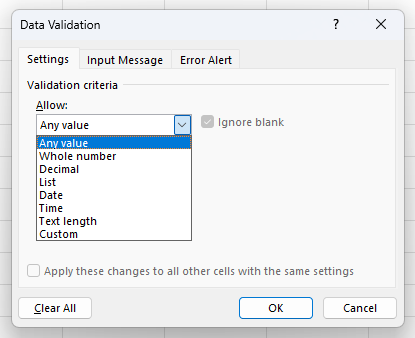 Data Validation ? ×
Settings Input Message Error Alert
Validation criteria
Allow:
Any value Ignore blank
Any value
Whole number
Decimal
List
Date
Time
Text length
Custom
Apply these changes to all other cells with the same settings
Clear All OK Cancel